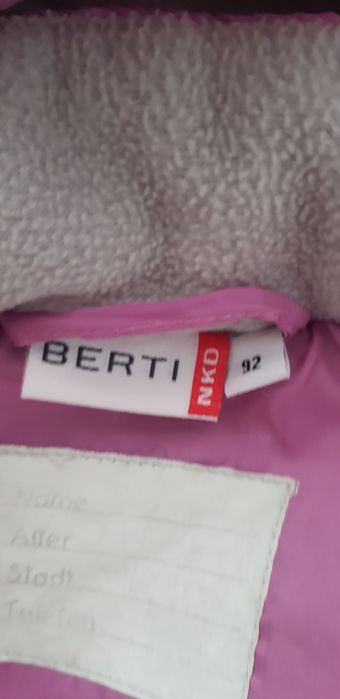 BERTI
NKD
92
Name
Alter
Stadt
Telefon